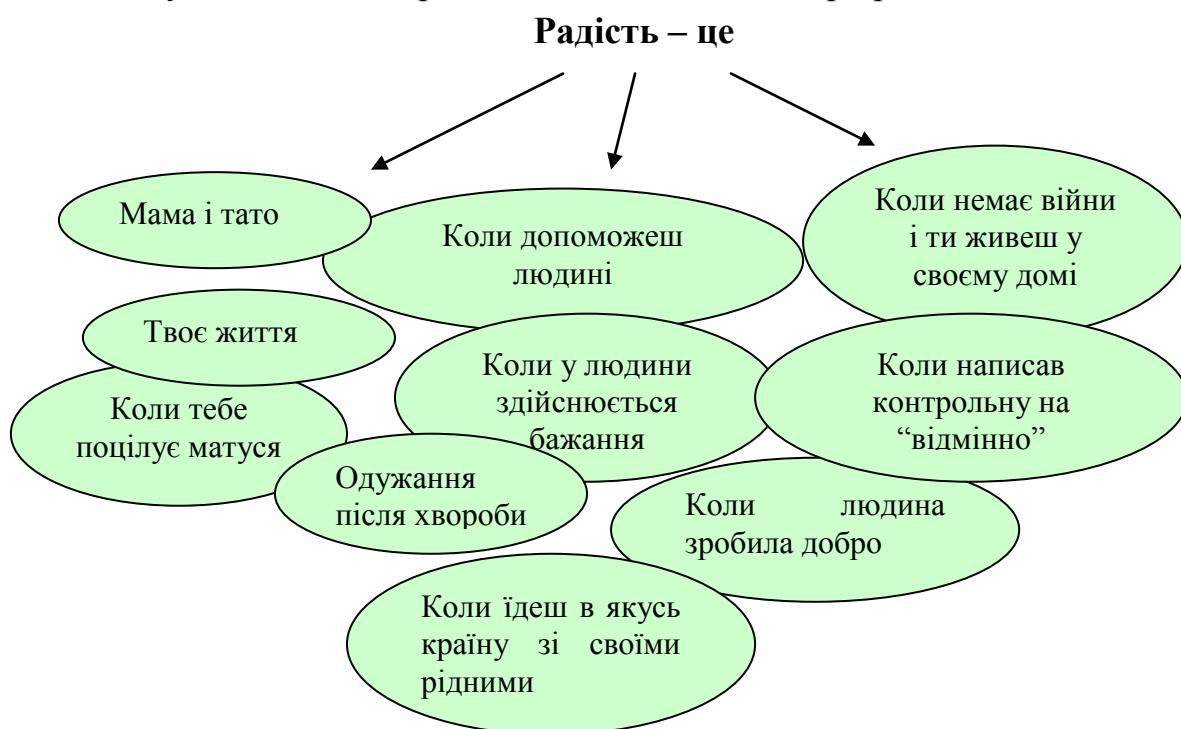 Радість – це
Мама і тато
Коли допоможеш
людині
Коли немає війни
і ти живеш у
своєму домі
Твоє життя
Коли тебе
поцілує матуся
Коли у людини
здійснюється
бажання
Коли написав
контрольну на
“відмінно”
Одужання
після хвороби
Коли людина
зробила добро
Коли їдеш в якусь
країну зі своїми
рідними